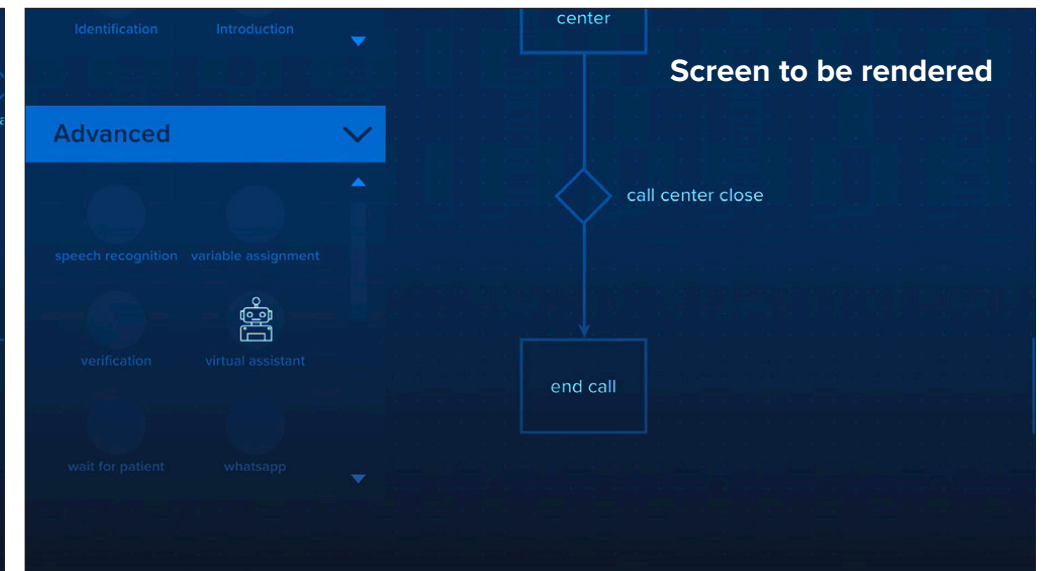 Identification
Introduction
center
Screen to be rendered
Advanced
call center close
speech recognition
variable assignment
verification
virtual assistant
end call
wait for patient
whatsapp